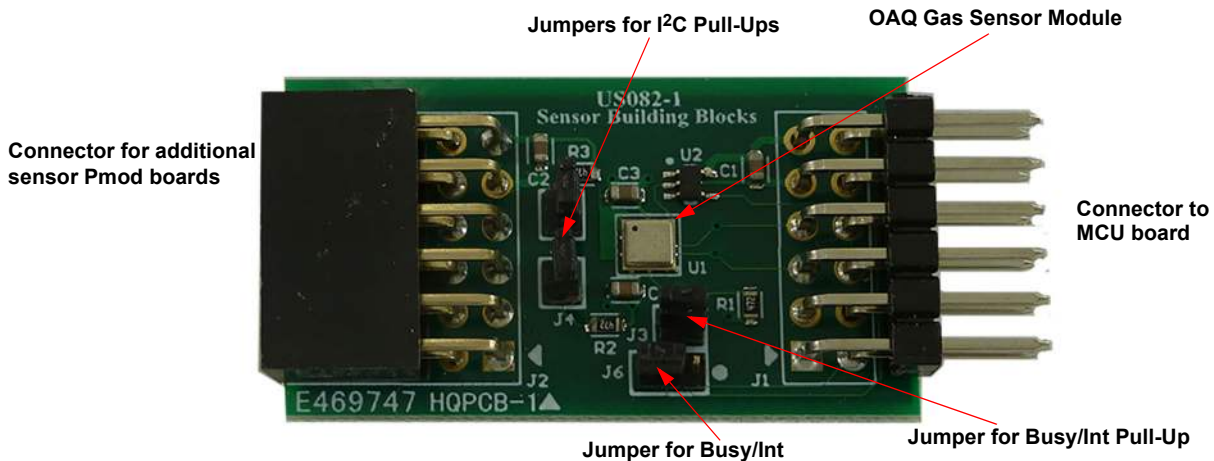 Jumpers for I²C Pull-Ups
OAQ Gas Sensor Module
Connector for additional
sensor Pmod boards
Connector to
MCU board
US082-1
Sensor Building Blocks
R3
C2
C3
U2
C1
U1
J4
C
R1
472
R2
J3
J6
J2
J1
E469747 HQPCB-1
Jumper for Busy/Int
Jumper for Busy/Int Pull-Up